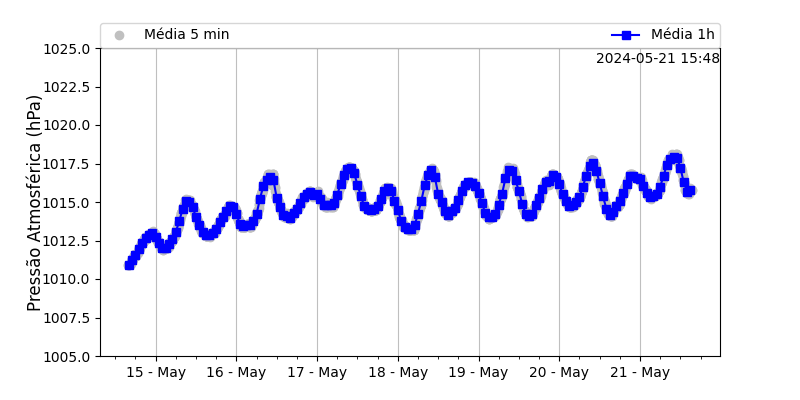 Média 5 min
Média 1h
2024-05-21 15:48
Pressão Atmosférica (hPa)
1025.0
1022.5
1020.0
1017.5
1015.0
1012.5
1010.0
1007.5
1005.0
15 - May
16 - May
17 - May
18 - May
19 - May
20 - May
21 - May